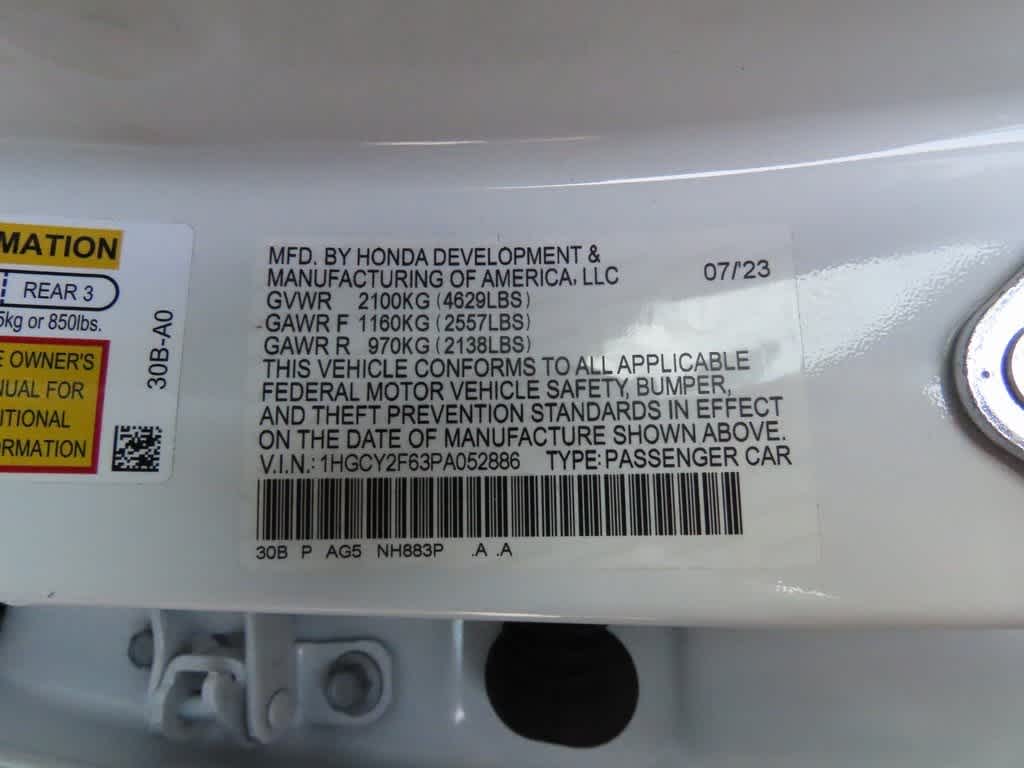 MATION
REAR 3
5kg or 850lbs.
E OWNER'S
NUAL FOR
ITIONAL
ORMATION
30B-A0
MFD. BY HONDA DEVELOPMENT &
MANUFACTURING OF AMERICA, LLC 07/'23
GVWR 2100KG (4629LBS)
GAWR F 1160KG (2557LBS)
GAWR R 970KG (2138LBS)
THIS VEHICLE CONFORMS TO ALL APPLICABLE
FEDERAL MOTOR VEHICLE SAFETY, BUMPER,
AND THEFT PREVENTION STANDARDS IN EFFECT
ON THE DATE OF MANUFACTURE SHOWN ABOVE.
V.I.N.: 1HGCY2F63PA052886 TYPE: PASSENGER CAR
30B P AG5 NH883P .A .A